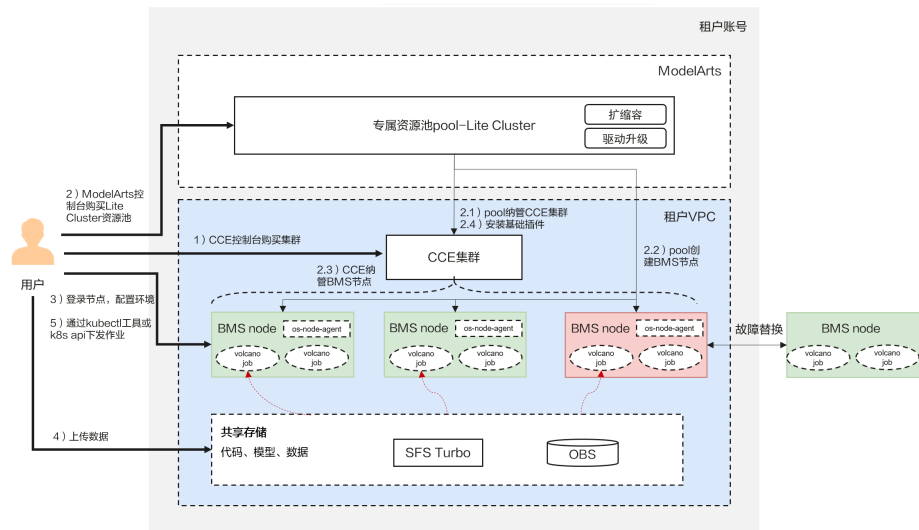 租户账号
ModelArts
专属资源池pool-Lite Cluster
扩缩容
驱动升级
2）ModelArts控
制台购买Lite
Cluster资源池
租户VPC
2.1）pool纳管CCE集群
2.4）安装基础插件
1）CCE控制台购买集群
CCE集群
2.2）pool创
建BMS节点
2.3）CCE纳
管BMS节点
用户
3）登录节点，配置环境
5）通过kubectl工具或
k8s api下发作业
BMS node
os-node-agent
volcano
job
volcano
job
BMS node
os-node-agent
volcano
job
volcano
job
BMS node
os-node-agent
volcano
job
volcano
job
故障替换
BMS node
volcano
job
volcano
job
4）上传数据
共享存储
代码、模型、数据
SFS Turbo
OBS